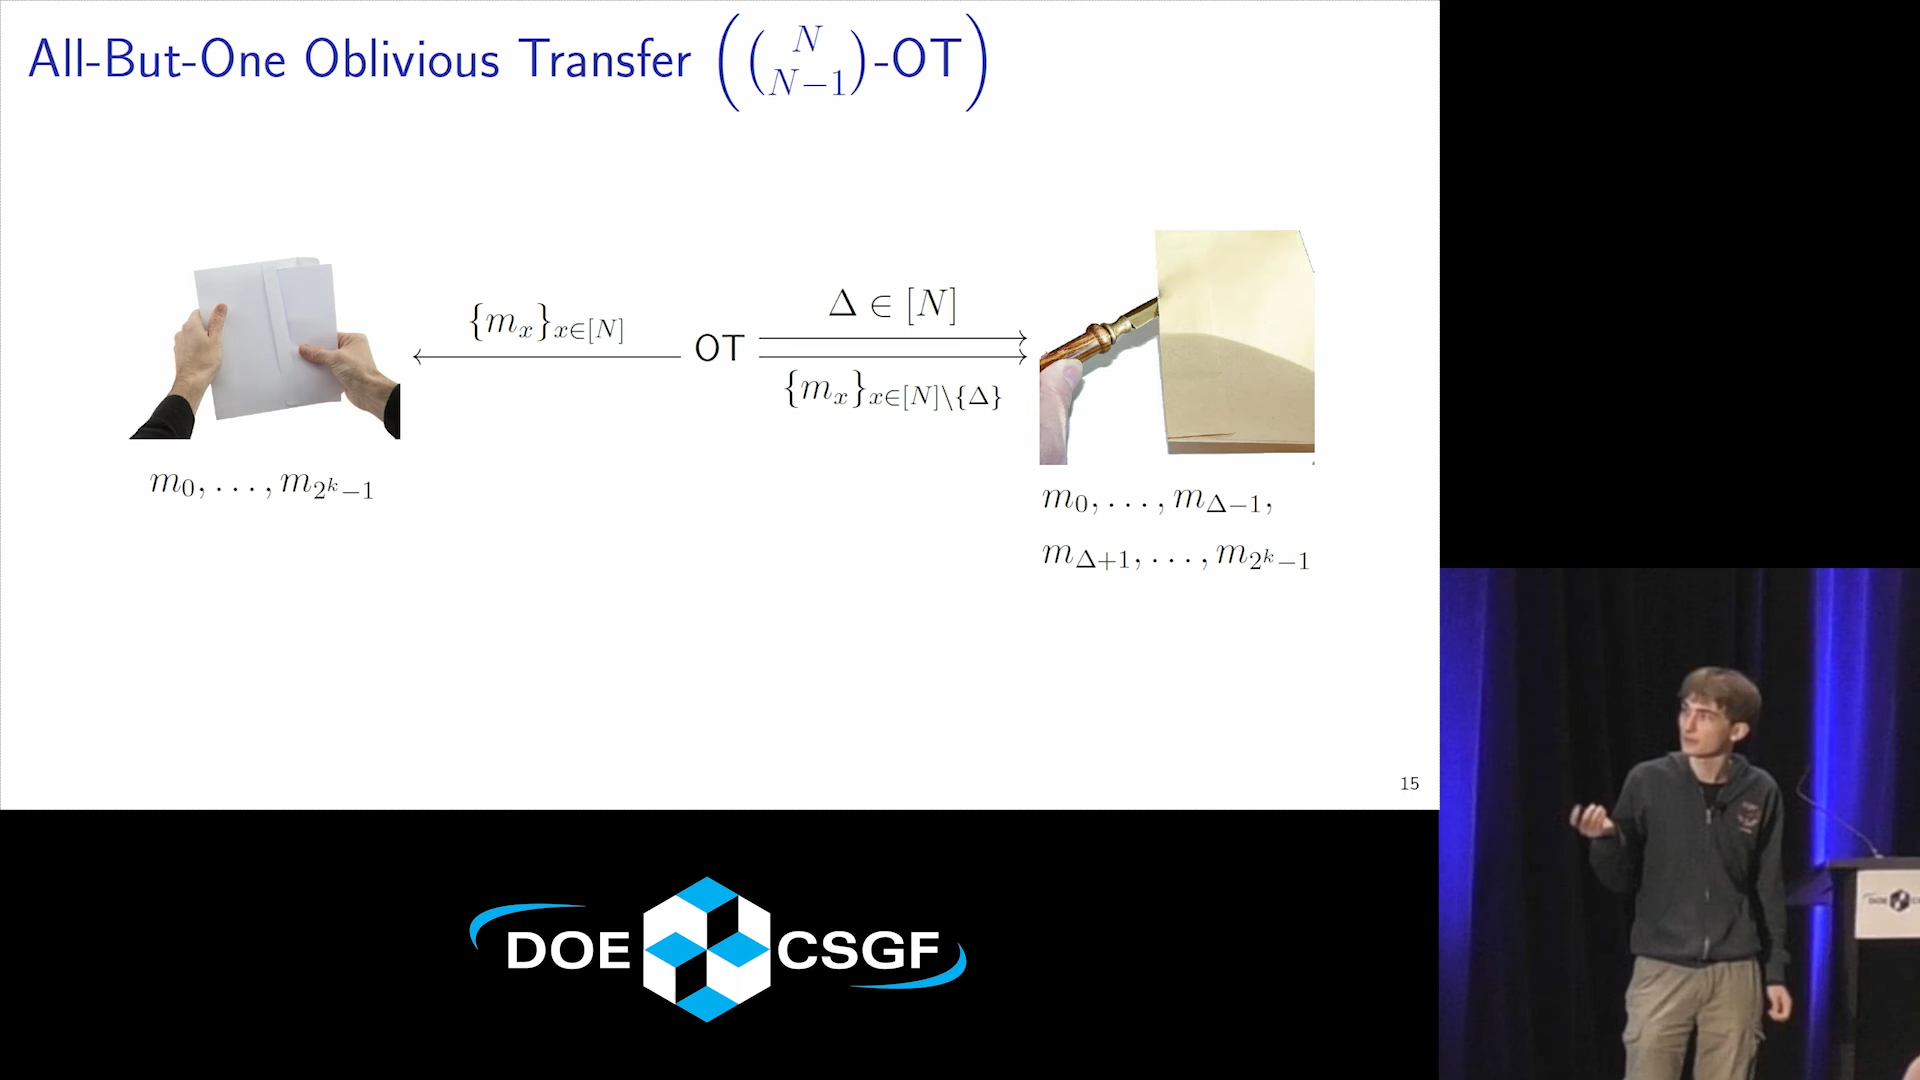 All-But-One Oblivious Transfer ((N N−1)-OT)
{m_x}_{x∈[N]}
OT
Δ ∈ [N]
{m_x}_{x∈[N]\{Δ}}
m_0, . . . , m_{2^k−1}
m_0, . . . , m_{Δ−1},
m_{Δ+1}, . . . , m_{2^k−1}
15
DOE CSGF
DOE